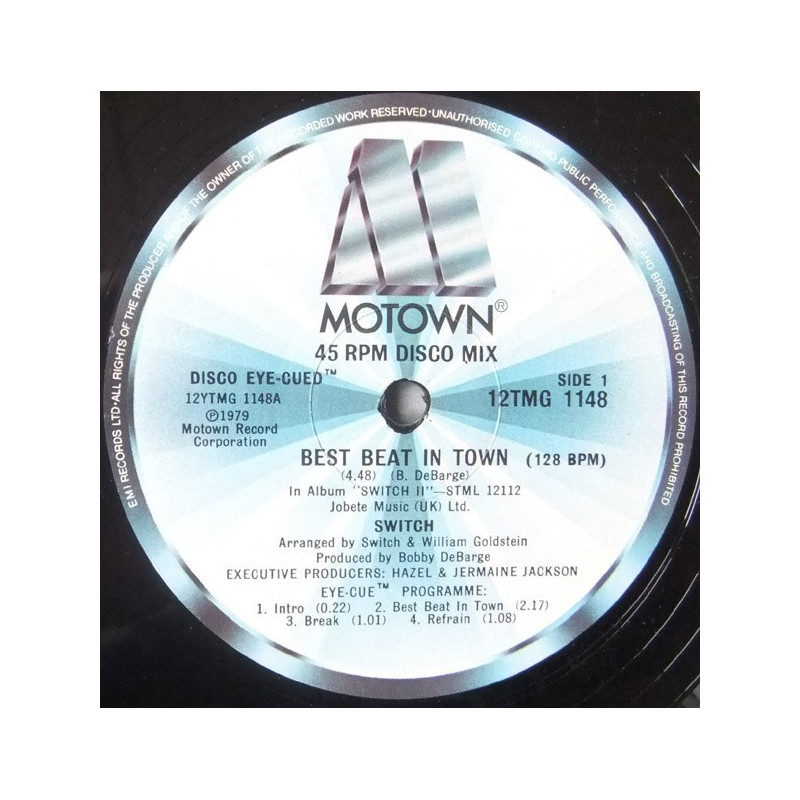 EMI RECORDS LTD·ALL RIGHTS OF THE PRODUCER AND OF THE OWNER OF THE RECORDED WORK RESERVED·UNAUTHORISED COPYING PUBLIC PERFORMANCE AND BROADCASTING OF THIS RECORD PROHIBITED
MOTOWN®
45 RPM DISCO MIX
DISCO EYE-CUED™
12YTMG 1148A
℗1979
Motown Record
Corporation
SIDE 1
12TMG 1148
BEST BEAT IN TOWN (128 BPM)
(4.48) (B. DeBarge)
In Album "SWITCH II"—STML 12112
Jobete Music (UK) Ltd.
SWITCH
Arranged by Switch & William Goldstein
Produced by Bobby DeBarge
EXECUTIVE PRODUCERS: HAZEL & JERMAINE JACKSON
EYE-CUE™ PROGRAMME:
1. Intro (0.22) 2. Best Beat In Town (2.17)
3. Break (1.01) 4. Refrain (1.08)